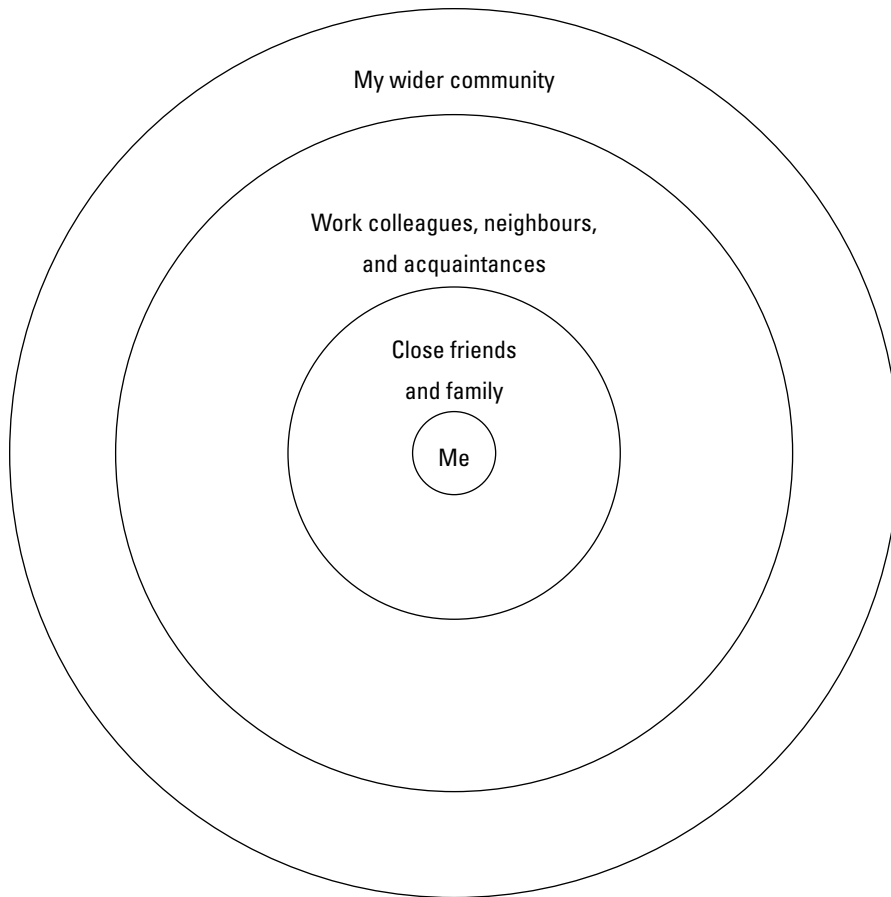 My wider community
Work colleagues, neighbours,
and acquaintances
Close friends
and family
Me